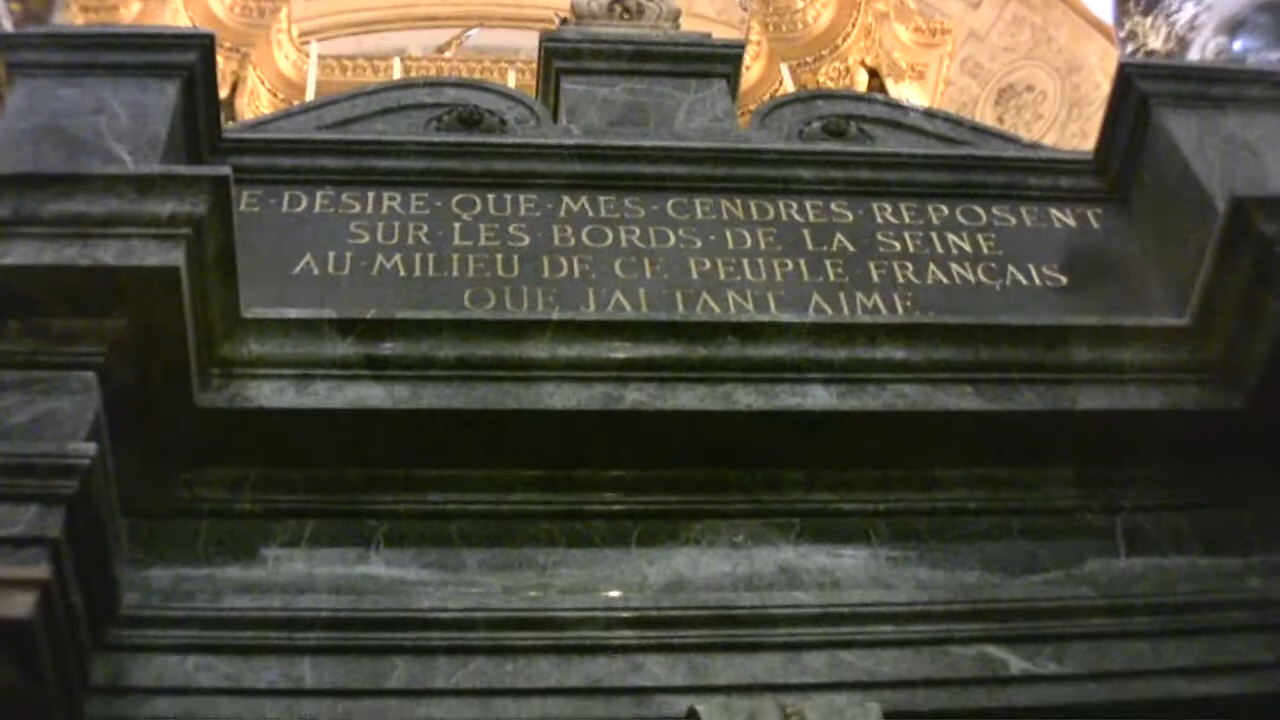 E·DÉSIRE·QUE·MES·CENDRES·REPOSENT
SUR·LES·BORDS·DE·LA·SEINE
AU·MILIEU·DE·CE·PEUPLE·FRANÇAIS
QUE J'AI TANT AIMÉ.